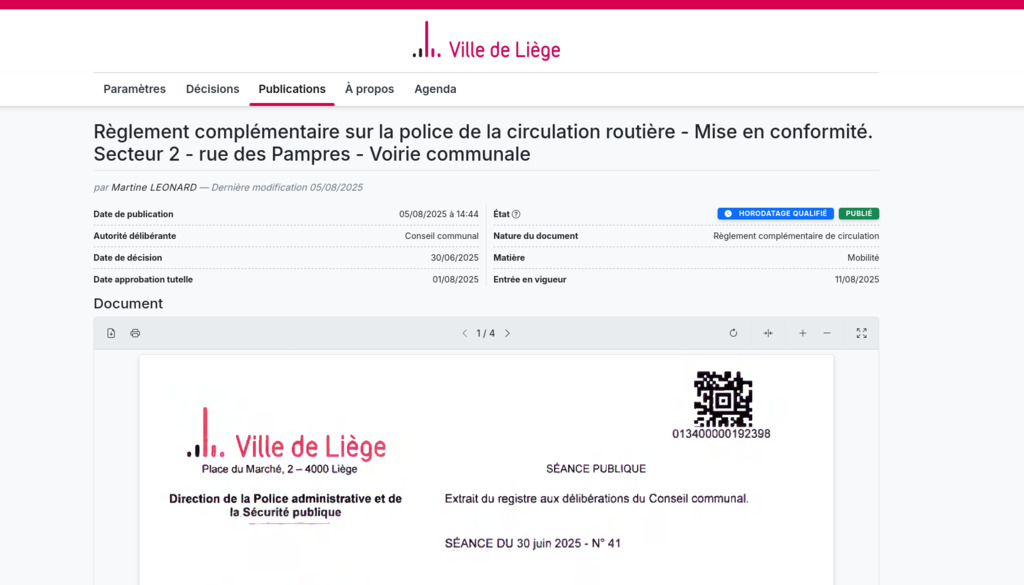 Ville de Liège
Paramètres Décisions Publications À propos Agenda
Règlement complémentaire sur la police de la circulation routière - Mise en conformité.
Secteur 2 - rue des Pampres - Voirie communale
par Martine LEONARD — Dernière modification 05/08/2025
Date de publication 05/08/2025 à 14:44
État HORODATAGE QUALIFIÉ PUBLIÉ
Autorité délibérante Conseil communal
Nature du document Règlement complémentaire de circulation
Date de décision 30/06/2025
Matière Mobilité
Date approbation tutelle 01/08/2025
Entrée en vigueur 11/08/2025
Document
1 / 4
013400000192398
Ville de Liège
Place du Marché, 2 – 4000 Liège
SÉANCE PUBLIQUE
Direction de la Police administrative et de
la Sécurité publique
Extrait du registre aux délibérations du Conseil communal.
SÉANCE DU 30 juin 2025 - N° 41